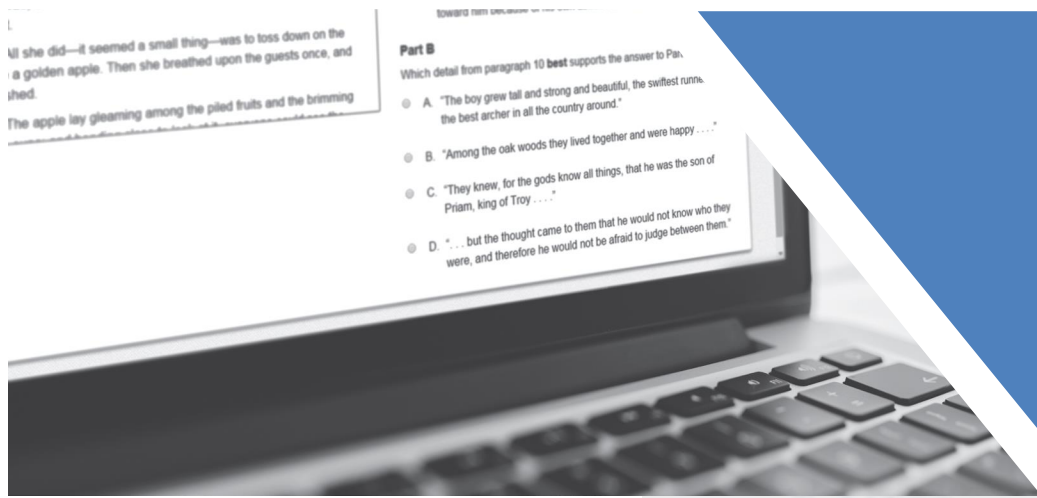 All she did—it seemed a small thing—was to toss down on the
a golden apple. Then she breathed upon the guests once, and
The apple lay gleaming among the piled fruits and the brimming
toward him because of his
Part B
Which detail from paragraph 10 best supports the answer to
A. "The boy grew tall and strong and beautiful, the swiftest
the best archer in all the country around."
B. "Among the oak woods they lived together and were happy . . . ."
C. "They knew, for the gods know all things, that he was the son of
Priam, king of Troy . . . ."
D. ". . . but the thought came to them that he would not know who they
were, and therefore he would not be afraid to judge between them."